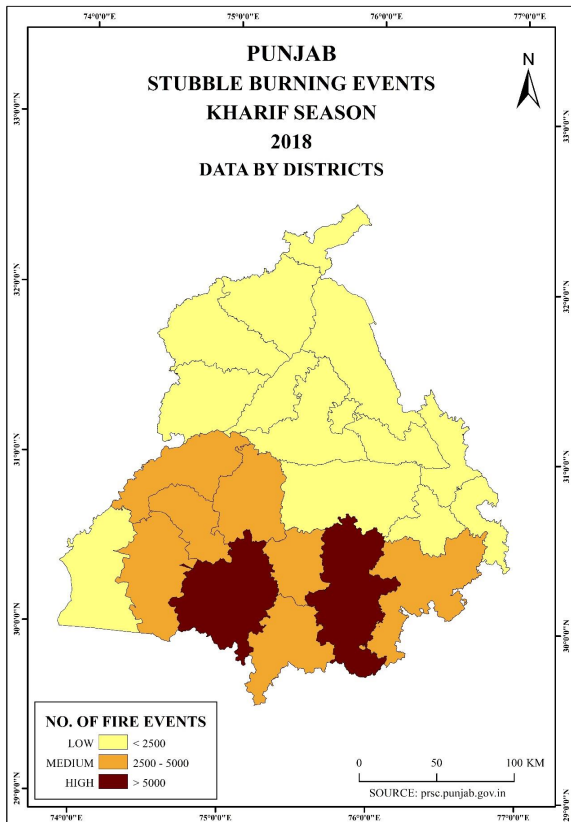 74°0'0"E 75°0'0"E 76°0'0"E 77°0'0"E
PUNJAB
STUBBLE BURNING EVENTS
KHARIF SEASON
2018
DATA BY DISTRICTS
N
33°0'0"N 33°0'0"N
32°0'0"N 32°0'0"N
31°0'0"N 31°0'0"N
30°0'0"N 30°0'0"N
29°0'0"N 29°0'0"N
NO. OF FIRE EVENTS
LOW < 2500
MEDIUM 2500 - 5000
HIGH > 5000
0 50 100 KM
SOURCE: prsc.punjab.gov.in
74°0'0"E 75°0'0"E 76°0'0"E 77°0'0"E